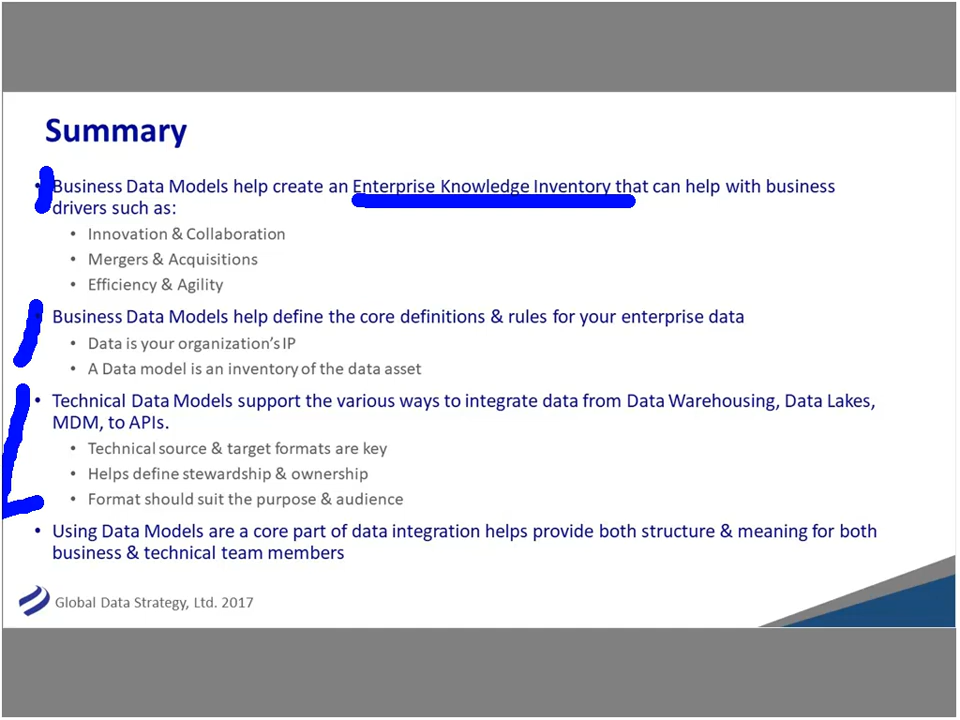 Summary
• Business Data Models help create an Enterprise Knowledge Inventory that can help with business
drivers such as:
• Innovation & Collaboration
• Mergers & Acquisitions
• Efficiency & Agility
• Business Data Models help define the core definitions & rules for your enterprise data
• Data is your organization's IP
• A Data model is an inventory of the data asset
• Technical Data Models support the various ways to integrate data from Data Warehousing, Data Lakes,
MDM, to APIs.
• Technical source & target formats are key
• Helps define stewardship & ownership
• Format should suit the purpose & audience
• Using Data Models are a core part of data integration helps provide both structure & meaning for both
business & technical team members
Global Data Strategy, Ltd. 2017